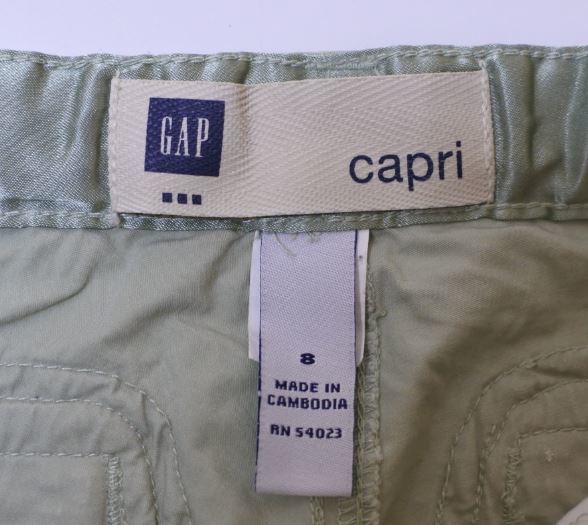 GAP
capri
8
MADE IN
CAMBODIA
RN 54023